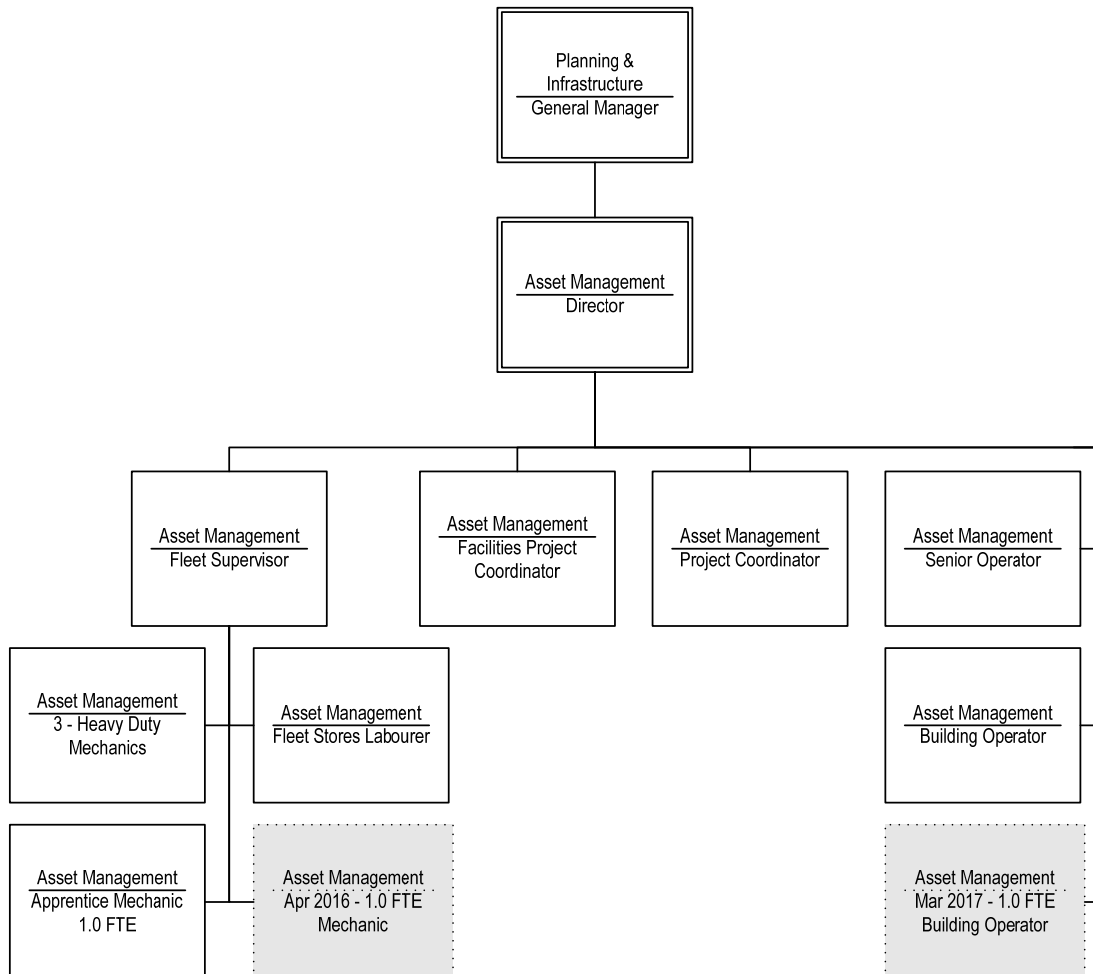 Planning &
Infrastructure
General Manager
Asset Management
Director
Asset Management
Fleet Supervisor
Asset Management
Facilities Project
Coordinator
Asset Management
Project Coordinator
Asset Management
Senior Operator
Asset Management
3 - Heavy Duty
Mechanics
Asset Management
Fleet Stores Labourer
Asset Management
Building Operator
Asset Management
Apprentice Mechanic
1.0 FTE
Asset Management
Apr 2016 - 1.0 FTE
Mechanic
Asset Management
Mar 2017 - 1.0 FTE
Building Operator